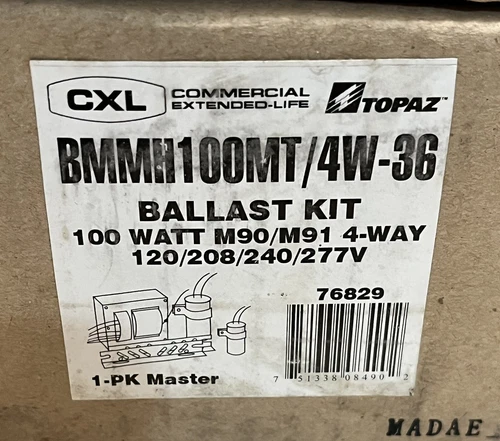 CXL COMMERCIAL EXTENDED-LIFE TOPAZ™
BMMH100MT/4W-36
BALLAST KIT
100 WATT M90/M91 4-WAY
120/208/240/277V
76829
7 51338 08490 2
1-PK Master
MADAE